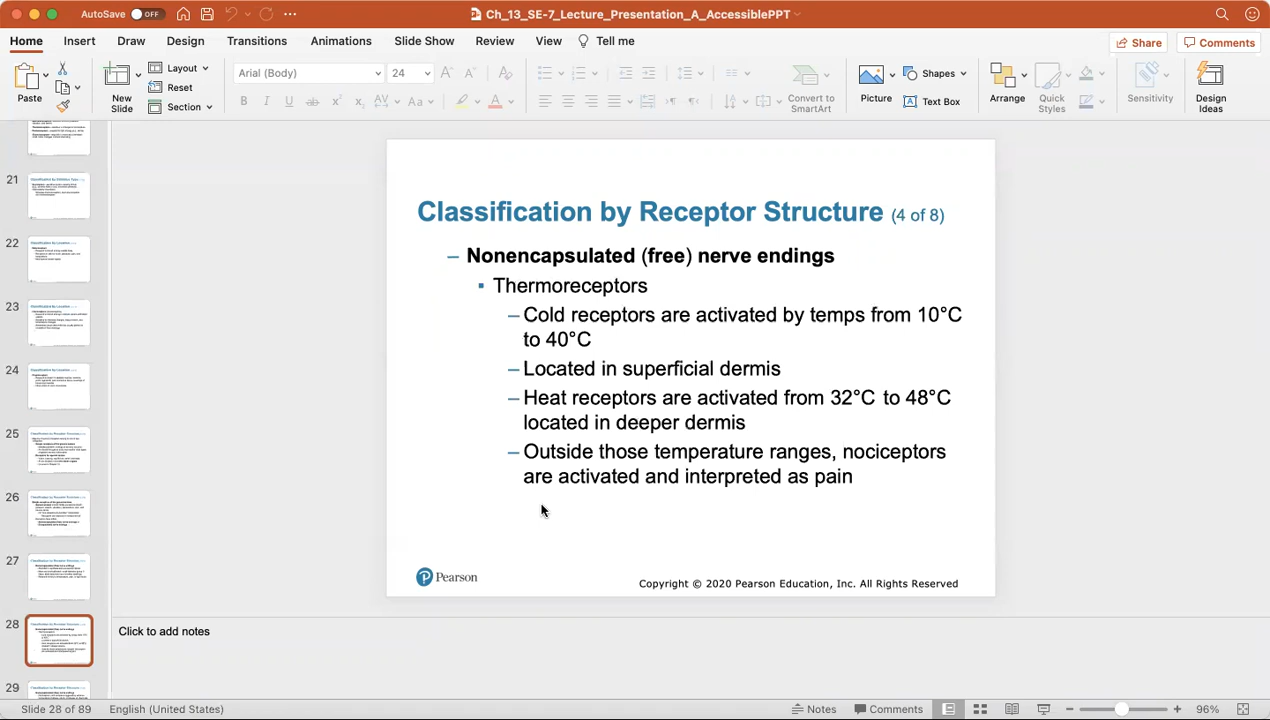 AutoSave OFF
Ch_13_SE-7_Lecture_Presentation_A_AccessiblePPT
Home Insert Draw Design Transitions Animations Slide Show Review View Tell me
Share Comments
Paste
New Slide
Layout
Reset
Section
Arial (Body) 24
Convert to SmartArt
Picture
Shapes
Text Box
Arrange
Quick Styles
Sensitivity
Design Ideas
21
22
23
24
25
26
27
28
29
Classification by Receptor Structure (4 of 8)
– Nonencapsulated (free) nerve endings
▪ Thermoreceptors
– Cold receptors are activated by temps from 10°C
to 40°C
– Located in superficial dermis
– Heat receptors are activated from 32°C to 48°C
located in deeper dermis
– Outside those temperature ranges, nociceptors
are activated and interpreted as pain
Pearson
Copyright © 2020 Pearson Education, Inc. All Rights Reserved
Click to add notes
Slide 28 of 89 English (United States) Notes Comments 96%